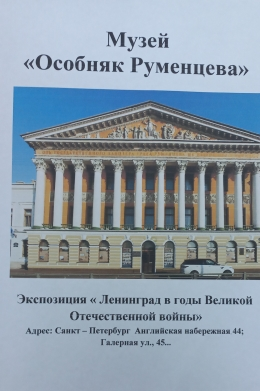 Музей
«Особняк Руменцева»
Экспозиция « Ленинград в годы Великой
Отечественной войны»
Адрес: Санкт – Петербург Английская набережная 44;
Галерная ул., 45...